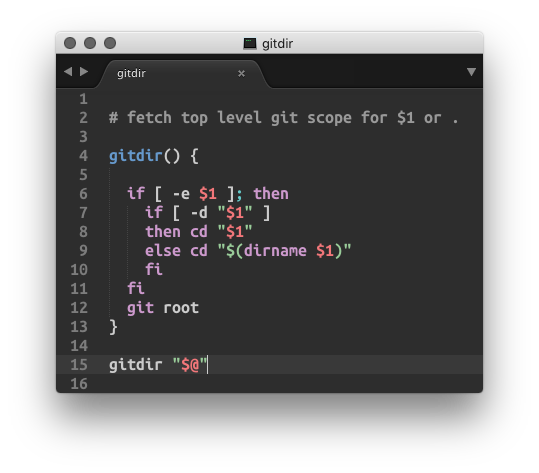 gitdir
gitdir ×
1
2 # fetch top level git scope for $1 or .
3
4 gitdir() {
5
6 if [ -e $1 ]; then
7 if [ -d "$1" ]
8 then cd "$1"
9 else cd "$(dirname $1)"
10 fi
11 fi
12 git root
13 }
14
15 gitdir "$@"
16